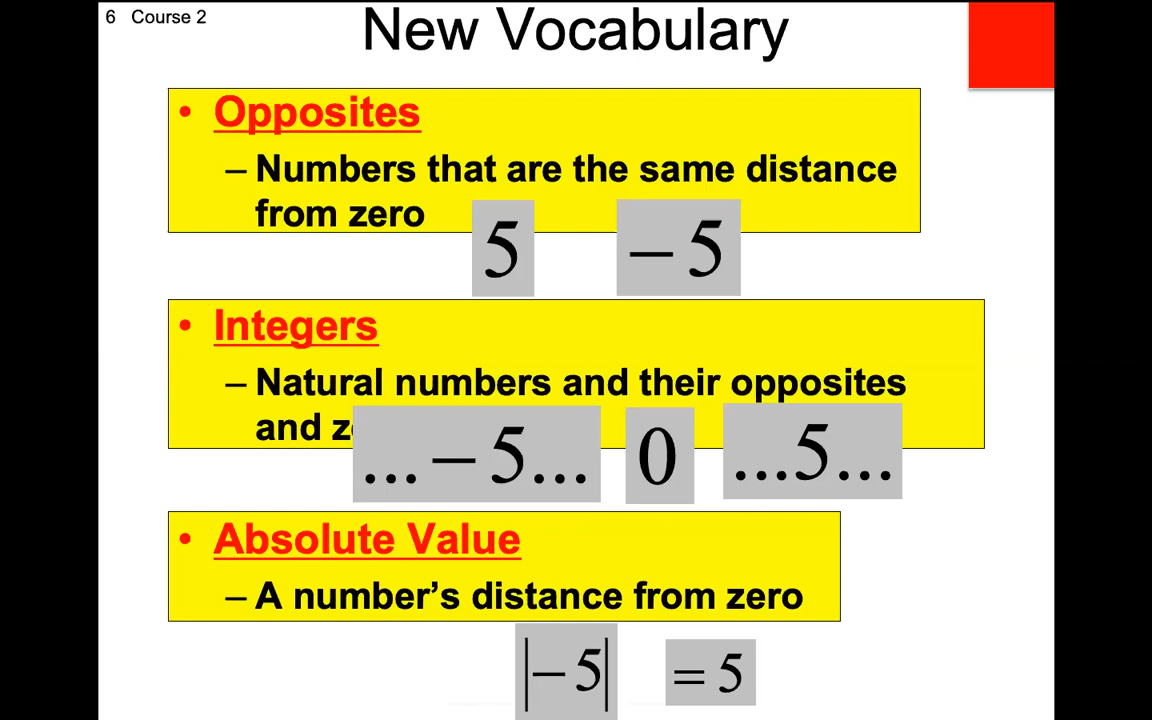 6 Course 2
New Vocabulary
• Opposites
– Numbers that are the same distance
from zero
5 − 5
• Integers
– Natural numbers and their opposites
and
...− 5... 0 ...5...
• Absolute Value
– A number’s distance from zero
|− 5| = 5